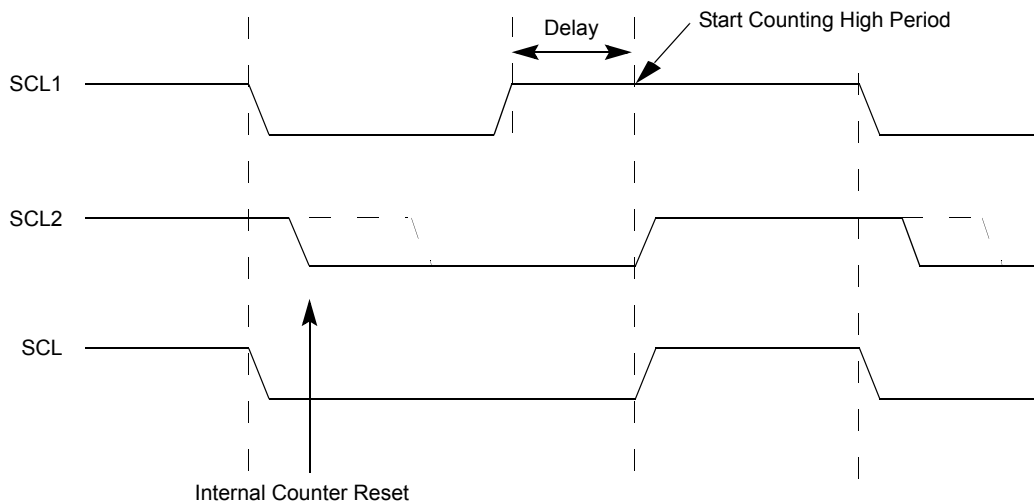 Delay
Start Counting High Period
SCL1
SCL2
SCL
Internal Counter Reset